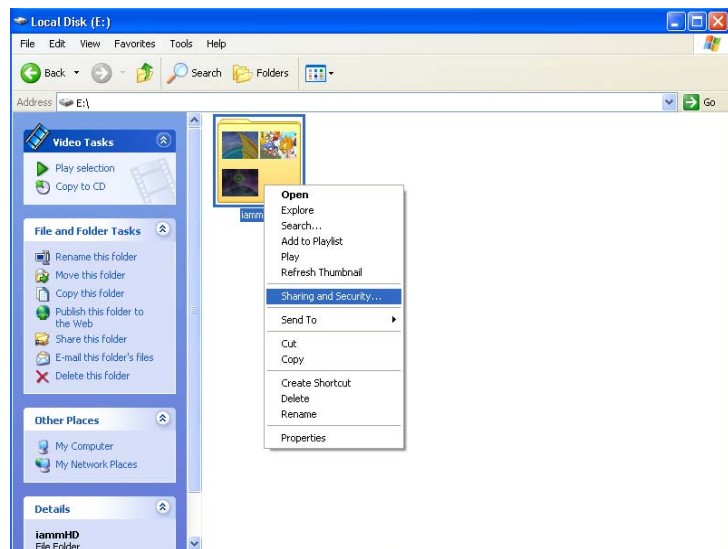 Local Disk (E:)
File Edit View Favorites Tools Help
Back Search Folders
Address E:\ Go
Video Tasks
Play selection
Copy to CD
File and Folder Tasks
Rename this folder
Move this folder
Copy this folder
Publish this folder to
the Web
Share this folder
E-mail this folder's files
Delete this folder
Other Places
My Computer
My Network Places
Details
iammHD
File Folder
iamm
Open
Explore
Search...
Add to Playlist
Play
Refresh Thumbnail
Sharing and Security...
Send To
Cut
Copy
Create Shortcut
Delete
Rename
Properties